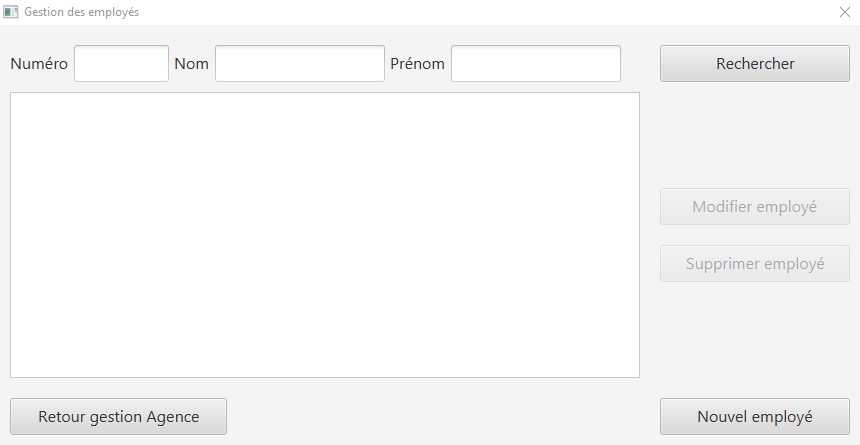 Gestion des employés
Numéro Nom Prénom Rechercher
Modifier employé
Supprimer employé
Retour gestion Agence Nouvel employé